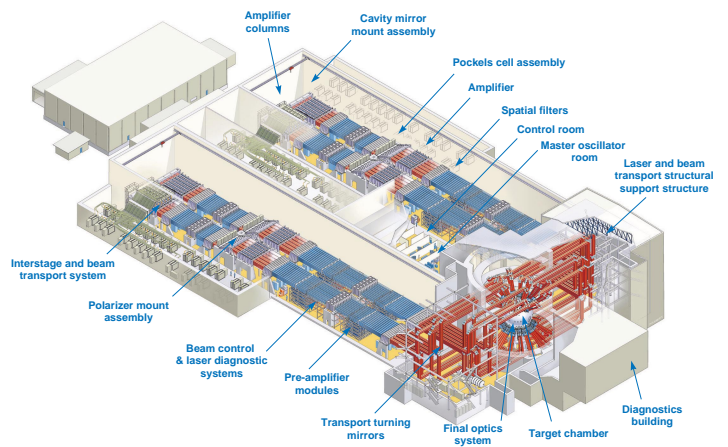 Amplifier
columns
Cavity mirror
mount assembly
Pockels cell assembly
Amplifier
Spatial filters
Control room
Master oscillator
room
Laser and beam
transport structural
support structure
Interstage and beam
transport system
Polarizer mount
assembly
Beam control
& laser diagnostic
systems
Pre-amplifier
modules
Transport turning
mirrors
Final optics
system
Target chamber
Diagnostics
building